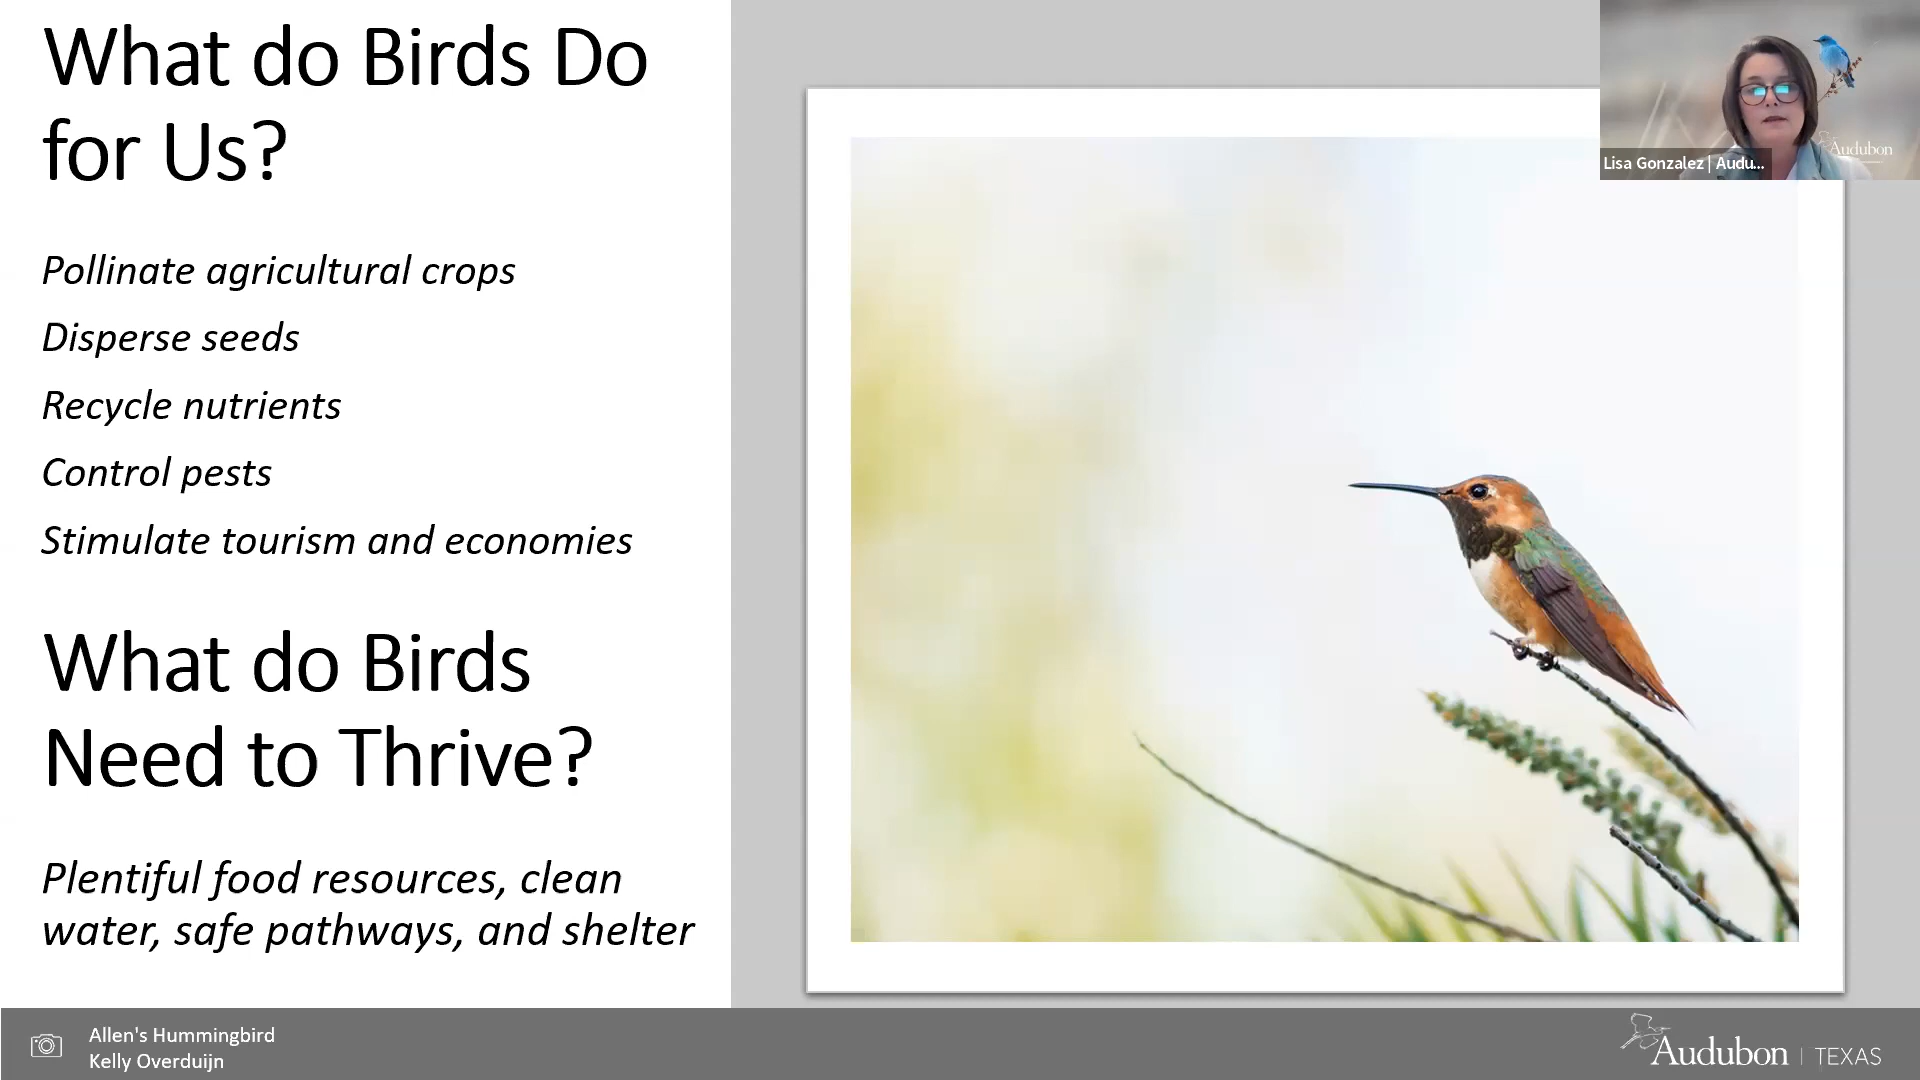 What do Birds Do
for Us?
Pollinate agricultural crops
Disperse seeds
Recycle nutrients
Control pests
Stimulate tourism and economies
What do Birds
Need to Thrive?
Plentiful food resources, clean
water, safe pathways, and shelter
Audubon
Lisa Gonzalez | Audu...
Allen's Hummingbird
Kelly Overduijn
Audubon | TEXAS